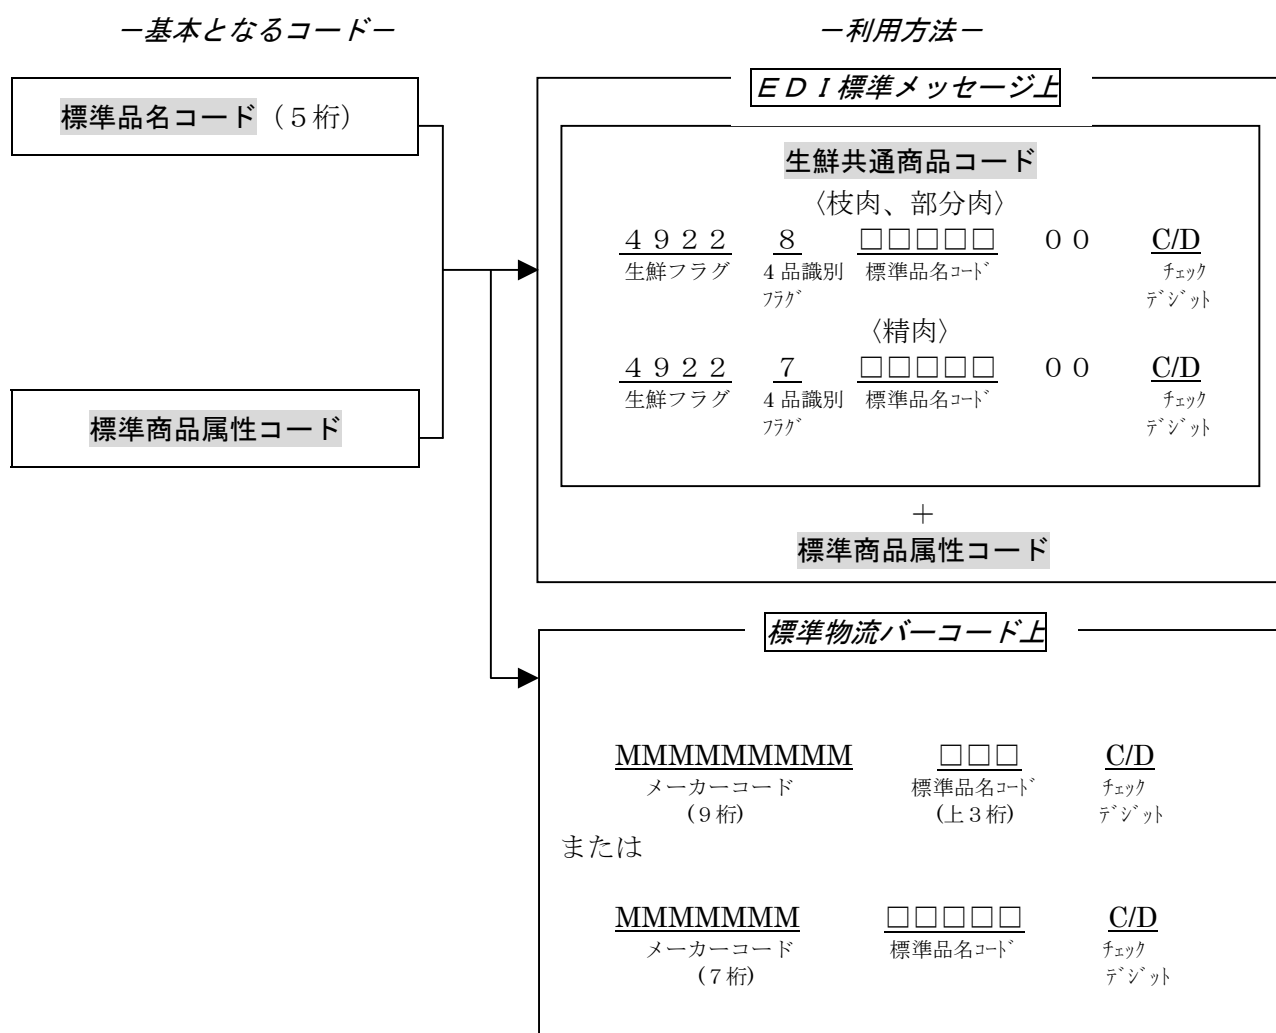 －基本となるコード－
－利用方法－
標準品名コード（５桁）
標準商品属性コード
ＥＤＩ標準メッセージ上
生鮮共通商品コード
〈枝肉、部分肉〉
４９２２ ８ □□□□□ ００ C/D
生鮮フラグ ４品識別 標準品名ｺｰﾄﾞ ﾁｪｯｸ
ﾌﾗｸﾞ ﾃﾞｼﾞｯﾄ
〈精肉〉
４９２２ ７ □□□□□ ００ C/D
生鮮フラグ ４品識別 標準品名ｺｰﾄﾞ ﾁｪｯｸ
ﾌﾗｸﾞ ﾃﾞｼﾞｯﾄ
＋
標準商品属性コード
標準物流バーコード上
MMMMMMMMM □□□ C/D
メーカーコード 標準品名ｺｰﾄﾞ ﾁｪｯｸ
(９桁) (上３桁) ﾃﾞｼﾞｯﾄ
または
MMMMMMM □□□□□ C/D
メーカーコード 標準品名ｺｰﾄﾞ ﾁｪｯｸ
(７桁) ﾃﾞｼﾞｯﾄ